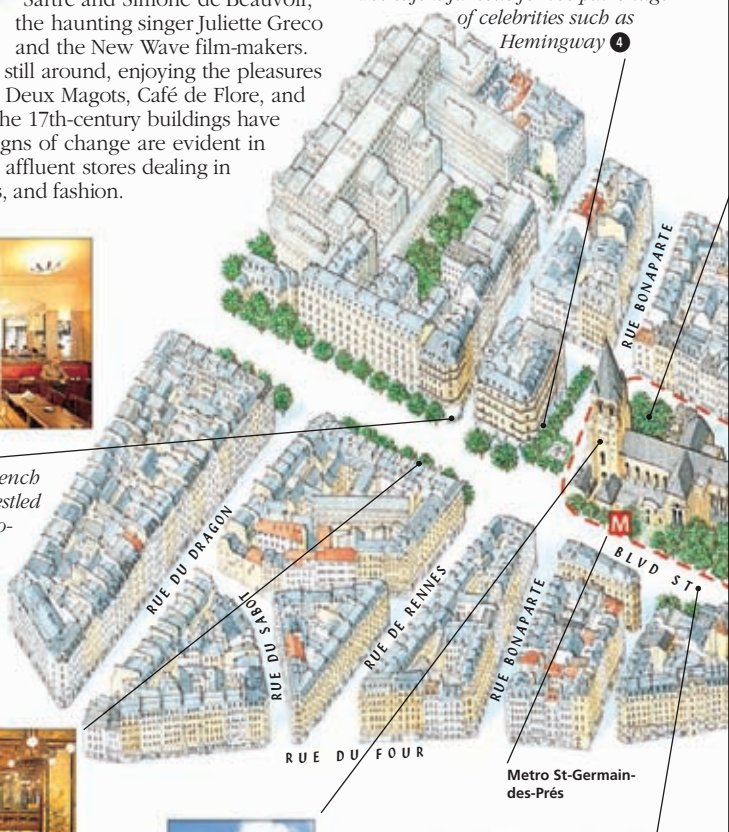 Sartre and Simone de Beauvoir,
the haunting singer Juliette Greco
and the New Wave film-makers.
still around, enjoying the pleasures
Deux Magots, Café de Flore, and
he 17th-century buildings have
gns of change are evident in
affluent stores dealing in
s, and fashion.
of celebrities such as
Hemingway 4
ench
estled
o-
RUE BONAPARTE
RUE DU DRAGON
RUE DU SABOT
RUE DE RENNES
RUE BONAPARTE
M
BLVD ST
RUE DU FOUR
Metro St-Germain-
des-Prés